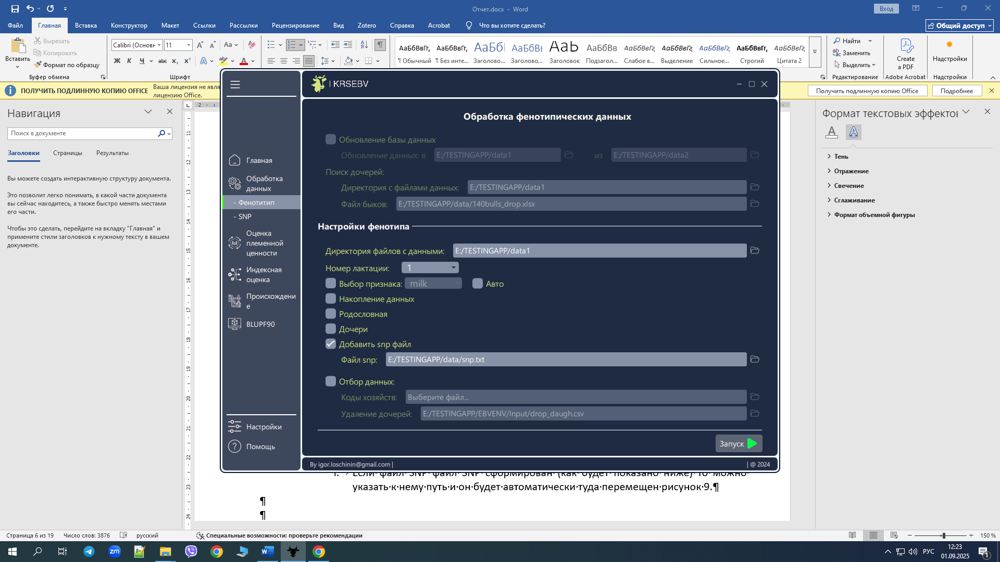 Отчет.docx - Word
Вход
Файл Главная Вставка Конструктор Макет Ссылки Рассылки Рецензирование Вид Zotero Справка Acrobat Что вы хотите сделать? Общий доступ
Вставить
Вырезать
Копировать
Формат по образцу
Буфер обмена
Calibri (Основн 11
Ж К Ч abc x₂ x²
Шрифт
АаБбВвГг, АаБбВвГг, АаБбІ АаБбВв АаЬ АаБбВв АаБбВвГг АаБбВвГг АаБбВвГг АаБбВвГг, АаБбВвГг
¶ Обычный ¶ Без инте... Заголово... Заголово... Заголовок Подзагол... Слабое в... Выделение Сильное... Строгий Цитата 2
Найти
Заменить
Выделить
Редактирование
Create а PDF
Adobe Acrobat
Настройки
Настройки
ПОЛУЧИТЬ ПОДЛИННУЮ КОПИЮ OFFICE
Ваша лицензия не явля
лицензию Office.
Получить подлинную копию Office
Подробнее
Навигация
Поиск в документе
Заголовки Страницы Результаты
Вы можете создать интерактивную структуру документа.
Это позволит легко понимать, в какой части документа
вы сейчас находитесь, а также быстро менять местами
его части.
Чтобы это сделать, перейдите на вкладку "Главная" и
примените стили заголовков к нужному тексту в вашем
документе.
| KRSEBV
Главная
Обработка
данных
- Фенотитип
- SNP
Оценка
племенной
ценности
Индексная
оценка
Происхождени
е
BLUPF90
Настройки
Помощь
Обработка фенотипических данных
Обновление базы данных
Обновление данных: в E:/TESTINGAPP/data1 из E:/TESTINGAPP/data2
Поиск дочерей:
Директория с файлами данных: E:/TESTINGAPP/data1
Файл быков: E:/TESTINGAPP/data/140bulls_drop.xlsx
Настройки фенотипа
Директория файлов с данными: E:/TESTINGAPP/data1
Номер лактации: 1
Выбор признака: milk Авто
Накопление данных
Родословная
Дочери
Добавить snp файл
Файл snp: E:/TESTINGAPP/data/snp.txt
Отбор данных:
Коды хозяйств: Выберите файл...
Удаление дочерей: E:/TESTINGAPP/EBVENV/Input/drop_daugh.csv
Запуск
By igor.loschinin@gmail.com |
| @ 2024
Если файл SNP файл SNP сформирован (как будет показано ниже) то можно
указать·к·нему·путь·и·он·будет·автоматически·туда·перемещен·рисунок·9.¶
¶
¶
Формат текстовых эффектов
Тень
Отражение
Свечение
Сглаживание
Формат объемной фигуры
Страница 6 из 19 Число слов: 3876 русский Специальные возможности: проверьте рекомендации 150 %
РУС
12:23
01.09.2025
1